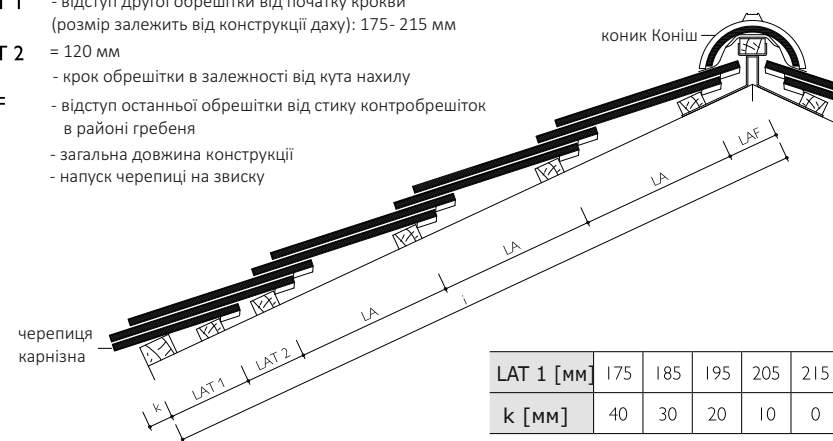 - відступ другої обрешітки від початку крокви
(розмір залежить від конструкції даху): 175- 215 мм
T 2 = 120 мм
- крок обрешітки в залежності від кута нахилу
- відступ останньої обрешітки від стику контробрешіток
в районі гребеня
- загальна довжина конструкції
- напуск черепиці на звиску
коник Коніш
LAF
LA
LA
LA
i
LAT 2
LAT 1
k
черепиця
карнізна
LAT 1 [мм] 175 185 195 205 215
k [мм] 40 30 20 10 0